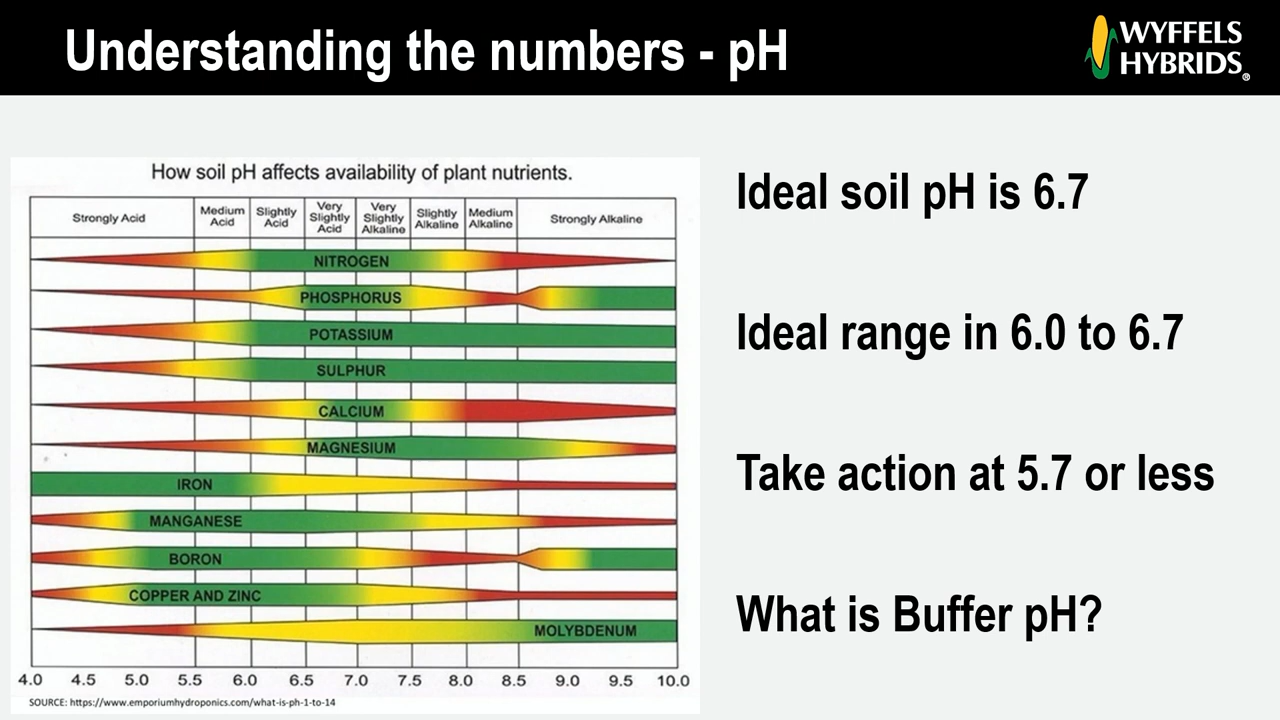 Understanding the numbers - pH
WYFFELS
HYBRIDS®
How soil pH affects availability of plant nutrients.
Strongly Acid
Medium
Acid
Slightly
Acid
Very
Slightly
Acid
Very
Slightly
Alkaline
Slightly
Alkaline
Medium
Alkaline
Strongly Alkaline
NITROGEN
PHOSPHORUS
POTASSIUM
SULPHUR
CALCIUM
MAGNESIUM
IRON
MANGANESE
BORON
COPPER AND ZINC
MOLYBDENUM
4.0 4.5 5.0 5.5 6.0 6.5 7.0 7.5 8.0 8.5 9.0 9.5 10.0
SOURCE: https://www.emporiumhydroponics.com/what-is-ph-1-to-14
Ideal soil pH is 6.7
Ideal range in 6.0 to 6.7
Take action at 5.7 or less
What is Buffer pH?